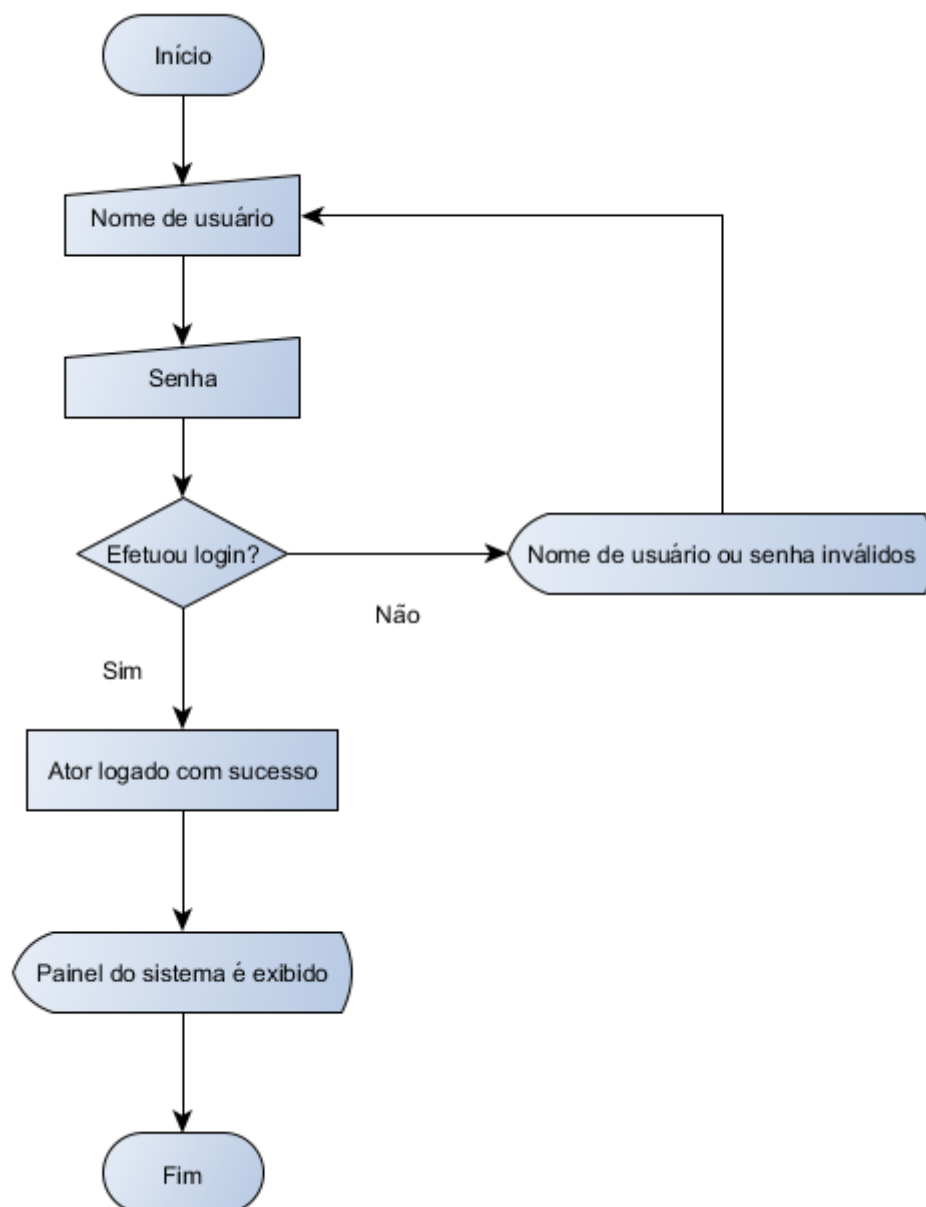 Início
Nome de usuário
Senha
Efetuou login?
Nome de usuário ou senha inválidos
Não
Sim
Ator logado com sucesso
Painel do sistema é exibido
Fim